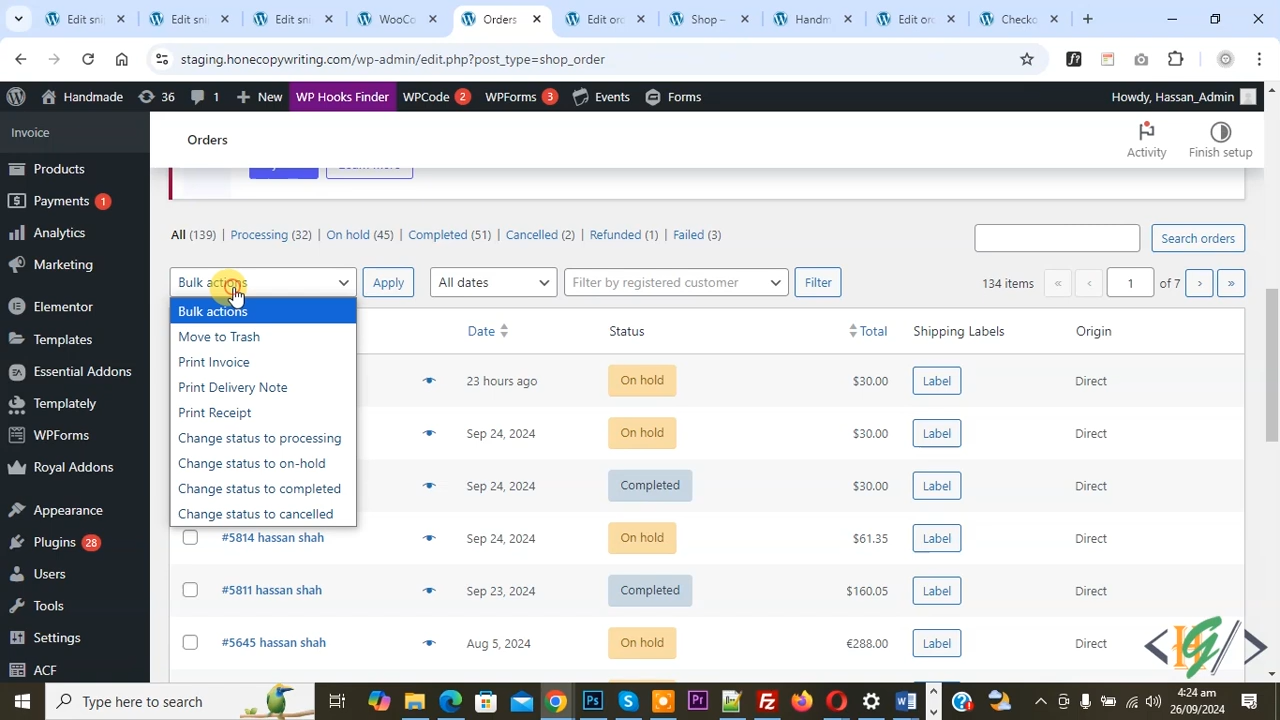 Edit sni
Edit sni
Edit sni
WooCo
Orders
Edit or
Shop –
Handm
Edit or
Checko
staging.honecopywriting.com/wp-admin/edit.php?post_type=shop_order
Handmade
36
1
New
WP Hooks Finder
WPCode 2
WPForms 3
Events
Forms
Howdy, Hassan_Admin
Invoice
Products
Payments 1
Analytics
Marketing
Elementor
Templates
Essential Addons
Templately
WPForms
Royal Addons
Appearance
Plugins 28
Users
Tools
Settings
ACF
Orders
Activity
Finish setup
All (139) | Processing (32) | On hold (45) | Completed (51) | Cancelled (2) | Refunded (1) | Failed (3)
Search orders
Bulk actions
Apply
All dates
Filter by registered customer
Filter
134 items
«
‹
1
of 7
›
»
Bulk actions
Move to Trash
Print Invoice
Print Delivery Note
Print Receipt
Change status to processing
Change status to on-hold
Change status to completed
Change status to cancelled
Date
Status
Total
Shipping Labels
Origin
23 hours ago On hold $30.00 Label Direct
Sep 24, 2024 On hold $30.00 Label Direct
Sep 24, 2024 Completed $30.00 Label Direct
#5814 hassan shah Sep 24, 2024 On hold $61.35 Label Direct
#5811 hassan shah Sep 23, 2024 Completed $160.05 Label Direct
#5645 hassan shah Aug 5, 2024 On hold €288.00 Label Direct
Type here to search
4:24 am
26/09/2024